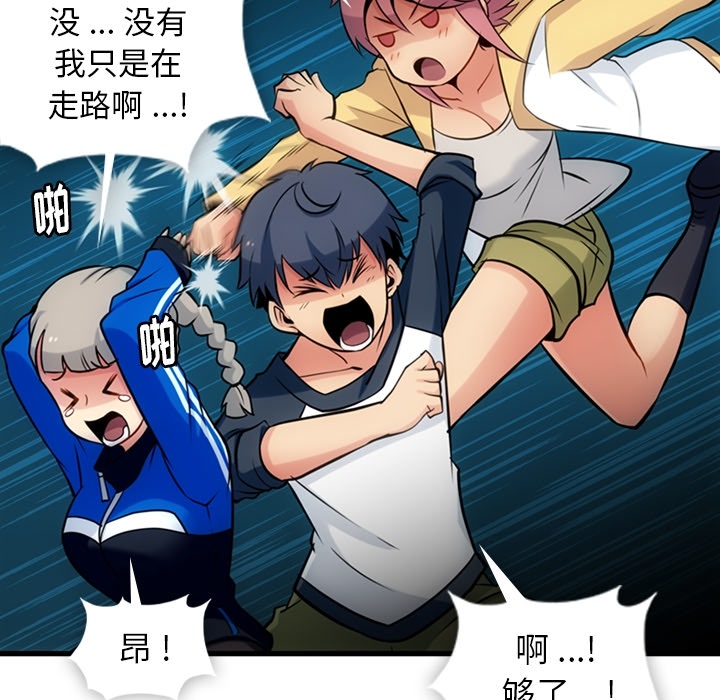 没 ... 没有
我只是在
走路啊 ...!
啪
啪
昂 !
啊 ...!
够了 ... !